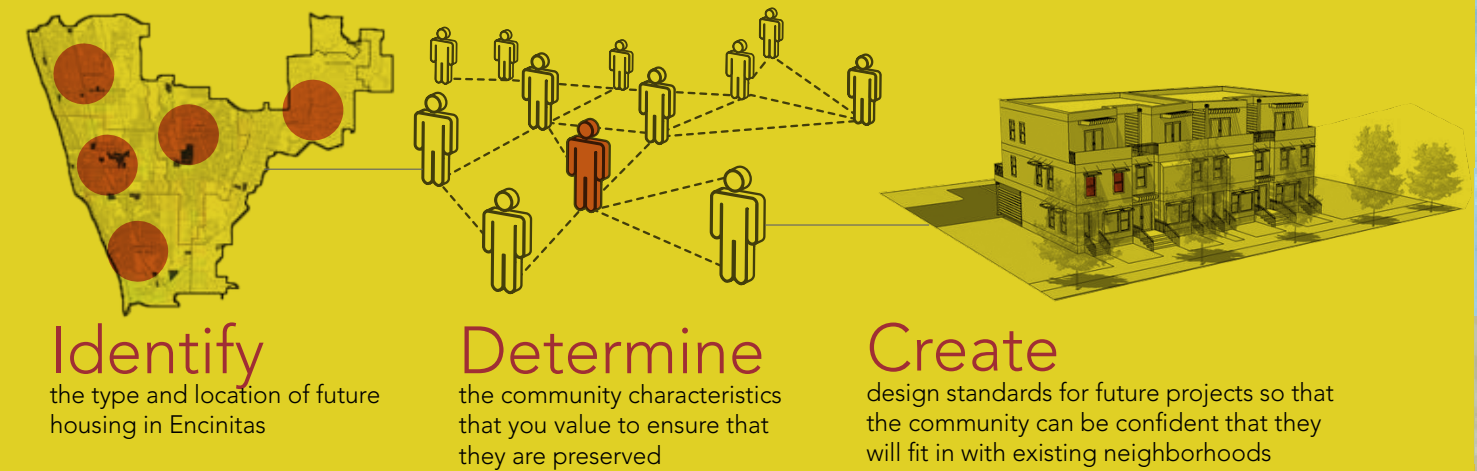 Identify
the type and location of future
housing in Encinitas
Determine
the community characteristics
that you value to ensure that
they are preserved
Create
design standards for future projects so that
the community can be confident that they
will fit in with existing neighborhoods